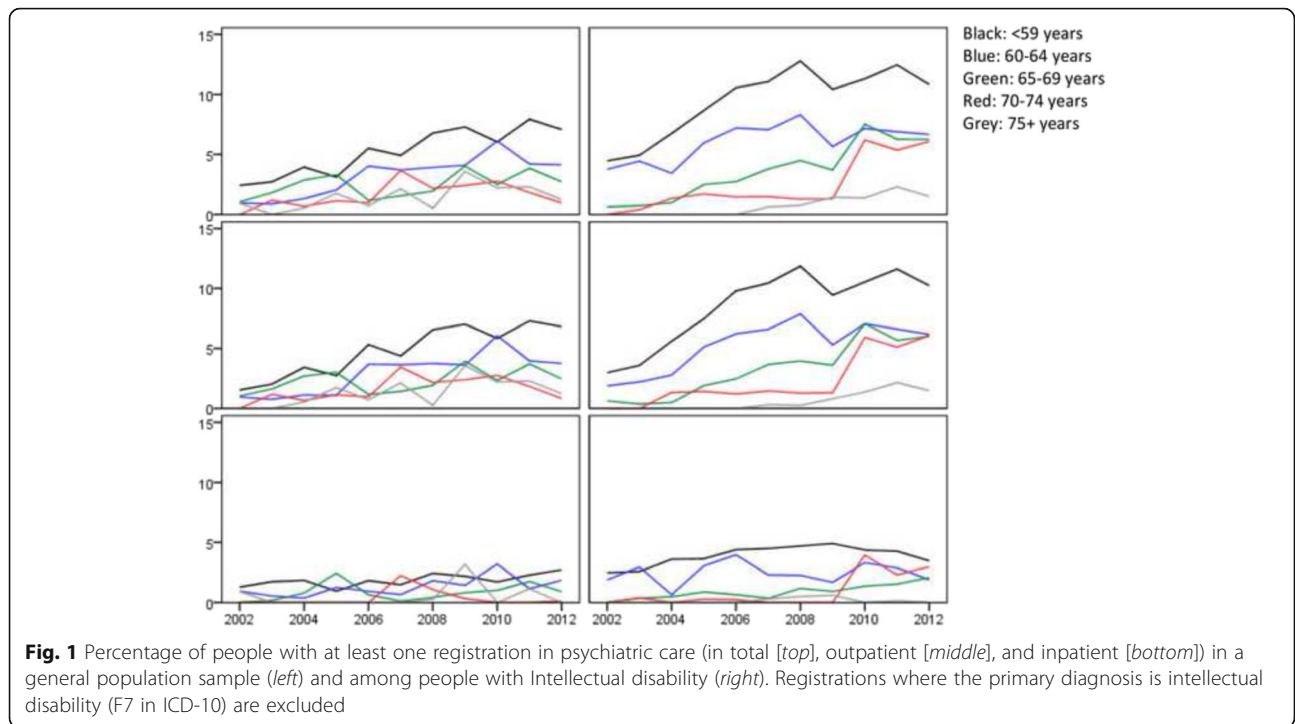 15
10
5
0
15
10
5
0
15
10
5
0
2002 2004 2006 2008 2010 2012 2002 2004 2006 2008 2010 2012
Black: <59 years
Blue: 60-64 years
Green: 65-69 years
Red: 70-74 years
Grey: 75+ years
Fig. 1 Percentage of people with at least one registration in psychiatric care (in total [top], outpatient [middle], and inpatient [bottom]) in a
general population sample (left) and among people with Intellectual disability (right). Registrations where the primary diagnosis is intellectual
disability (F7 in ICD-10) are excluded